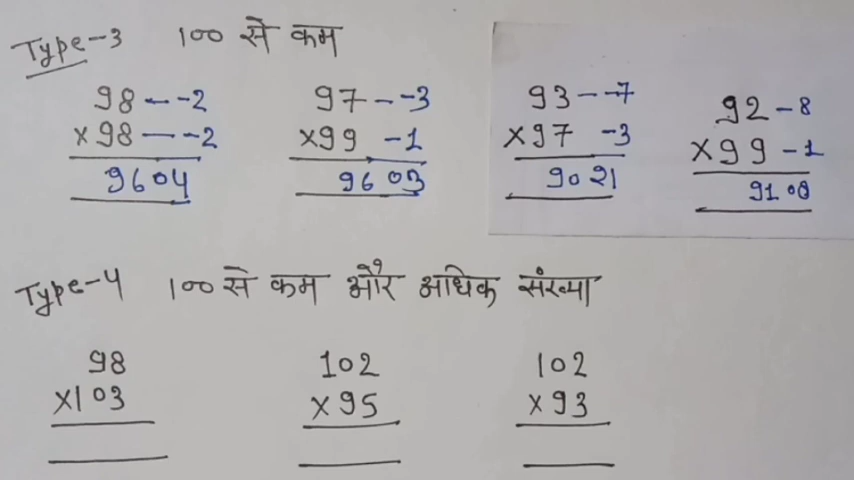 Type-3 100 से कम
98 -- -2 97 -- -3 93 -- -7 92 -8
x98 -- -2 x99 -1 x97 -3 x99 -1
9604 9603 9021 9108
Type-4 100 से कम और अधिक संख्या
98 102 102
x103 x95 x93